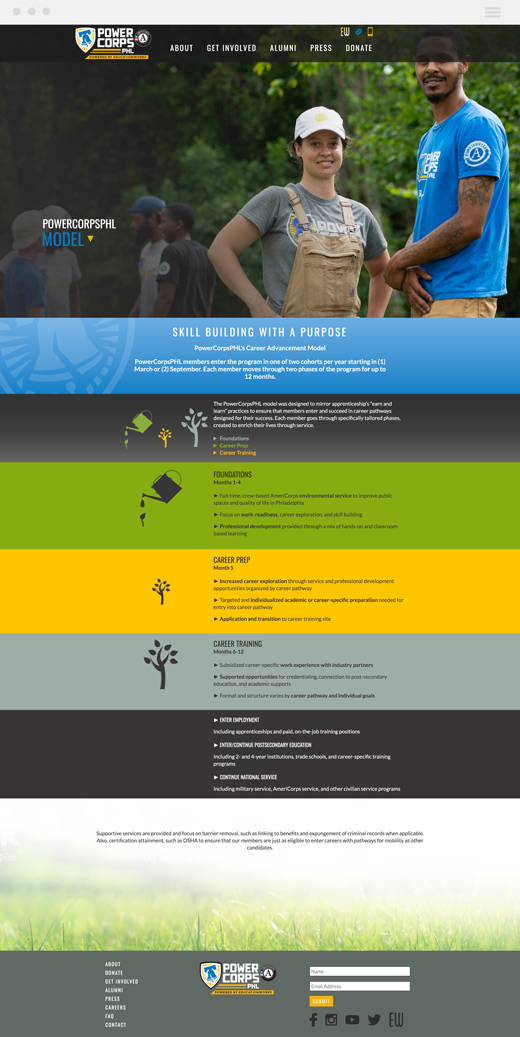 POWER
CORPS
PHL
POWERED BY EDUCATIONWORKS
EW
ABOUT GET INVOLVED ALUMNI PRESS DONATE
POWERCORPSPHL
MODEL
SKILL BUILDING WITH A PURPOSE
PowerCorpsPHL's Career Advancement Model
PowerCorpsPHL members enter the program in one of two cohorts per year starting in (1)
March or (2) September. Each member moves through two phases of the program for up to
12 months.
The PowerCorpsPHL model was designed to mirror apprenticeship's "earn and
learn" practices to ensure that members enter and succeed in career pathways
designed for their success. Each member goes through specifically tailored phases,
created to enrich their lives through service.
► Foundations
► Career Prep
► Career Training
FOUNDATIONS
Months 1-4
► Full-time, crew-based AmeriCorps environmental service to improve public
spaces and quality of life in Philadelphia
► Focus on work-readiness, career exploration, and skill building
► Professional development provided through a mix of hands-on and classroom-
based learning
CAREER PREP
Month 5
► Increased career exploration through service and professional development
opportunities organized by career pathway
► Targeted and individualized academic or career-specific preparation needed for
entry into career pathway
► Application and transition to career training site
CAREER TRAINING
Months 6-12
► Subsidized career-specific work experience with industry partners
► Supported opportunities for credentialing, connection to post-secondary
education, and academic supports
► Format and structure varies by career pathway and individual goals
► ENTER EMPLOYMENT
Including apprenticeships and paid, on-the-job training positions
► ENTER/CONTINUE POSTSECONDARY EDUCATION
Including 2- and 4-year institutions, trade schools, and career-specific training
programs
► CONTINUE NATIONAL SERVICE
Including military service, AmeriCorps service, and other civilian service programs
Supportive services are provided and focus on barrier removal, such as linking to benefits and expungement of criminal records when applicable.
Also, certification attainment, such as OSHA to ensure that our members are just as eligible to enter careers with pathways for mobility as other
candidates.
ABOUT
DONATE
GET INVOLVED
ALUMNI
PRESS
CAREERS
FAQ
CONTACT
POWER
CORPS
PHL
POWERED BY EDUCATIONWORKS
Name
Email Address
SUBMIT
EW